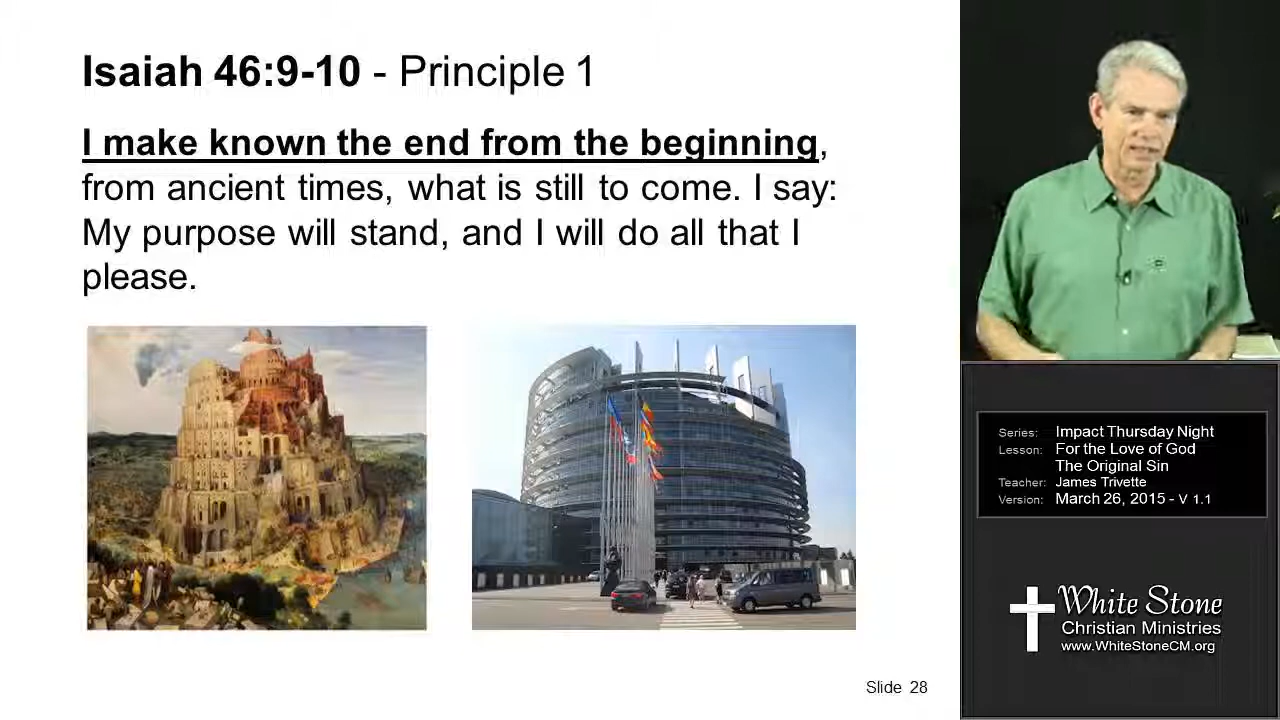 Isaiah 46:9-10 - Principle 1
I make known the end from the beginning,
from ancient times, what is still to come. I say:
My purpose will stand, and I will do all that I
please.
Slide 28
Series: Impact Thursday Night
Lesson: For the Love of God
The Original Sin
Teacher: James Trivette
Version: March 26, 2015 - V 1.1
White Stone
Christian Ministries
www.WhiteStoneCM.org